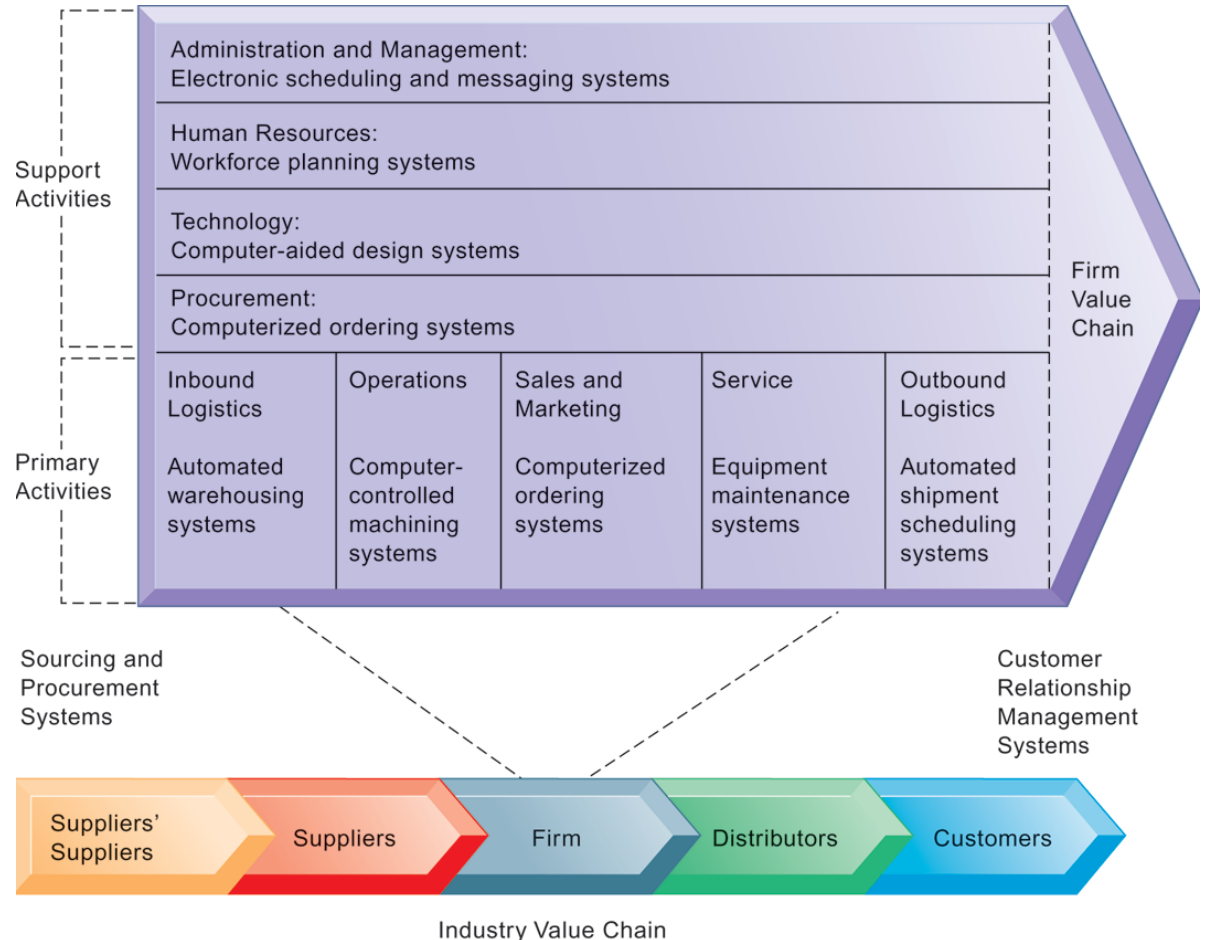 Administration and Management:
Electronic scheduling and messaging systems
Human Resources:
Workforce planning systems
Support
Activities
Technology:
Computer-aided design systems
Firm
Value
Chain
Procurement:
Computerized ordering systems
Primary
Activities
Inbound
Logistics
Automated
warehousing
systems
Operations
Computer-
controlled
machining
systems
Sales and
Marketing
Computerized
ordering
systems
Service
Equipment
maintenance
systems
Outbound
Logistics
Automated
shipment
scheduling
systems
Sourcing and
Procurement
Systems
Customer
Relationship
Management
Systems
Suppliers’
Suppliers
Suppliers
Firm
Distributors
Customers
Industry Value Chain